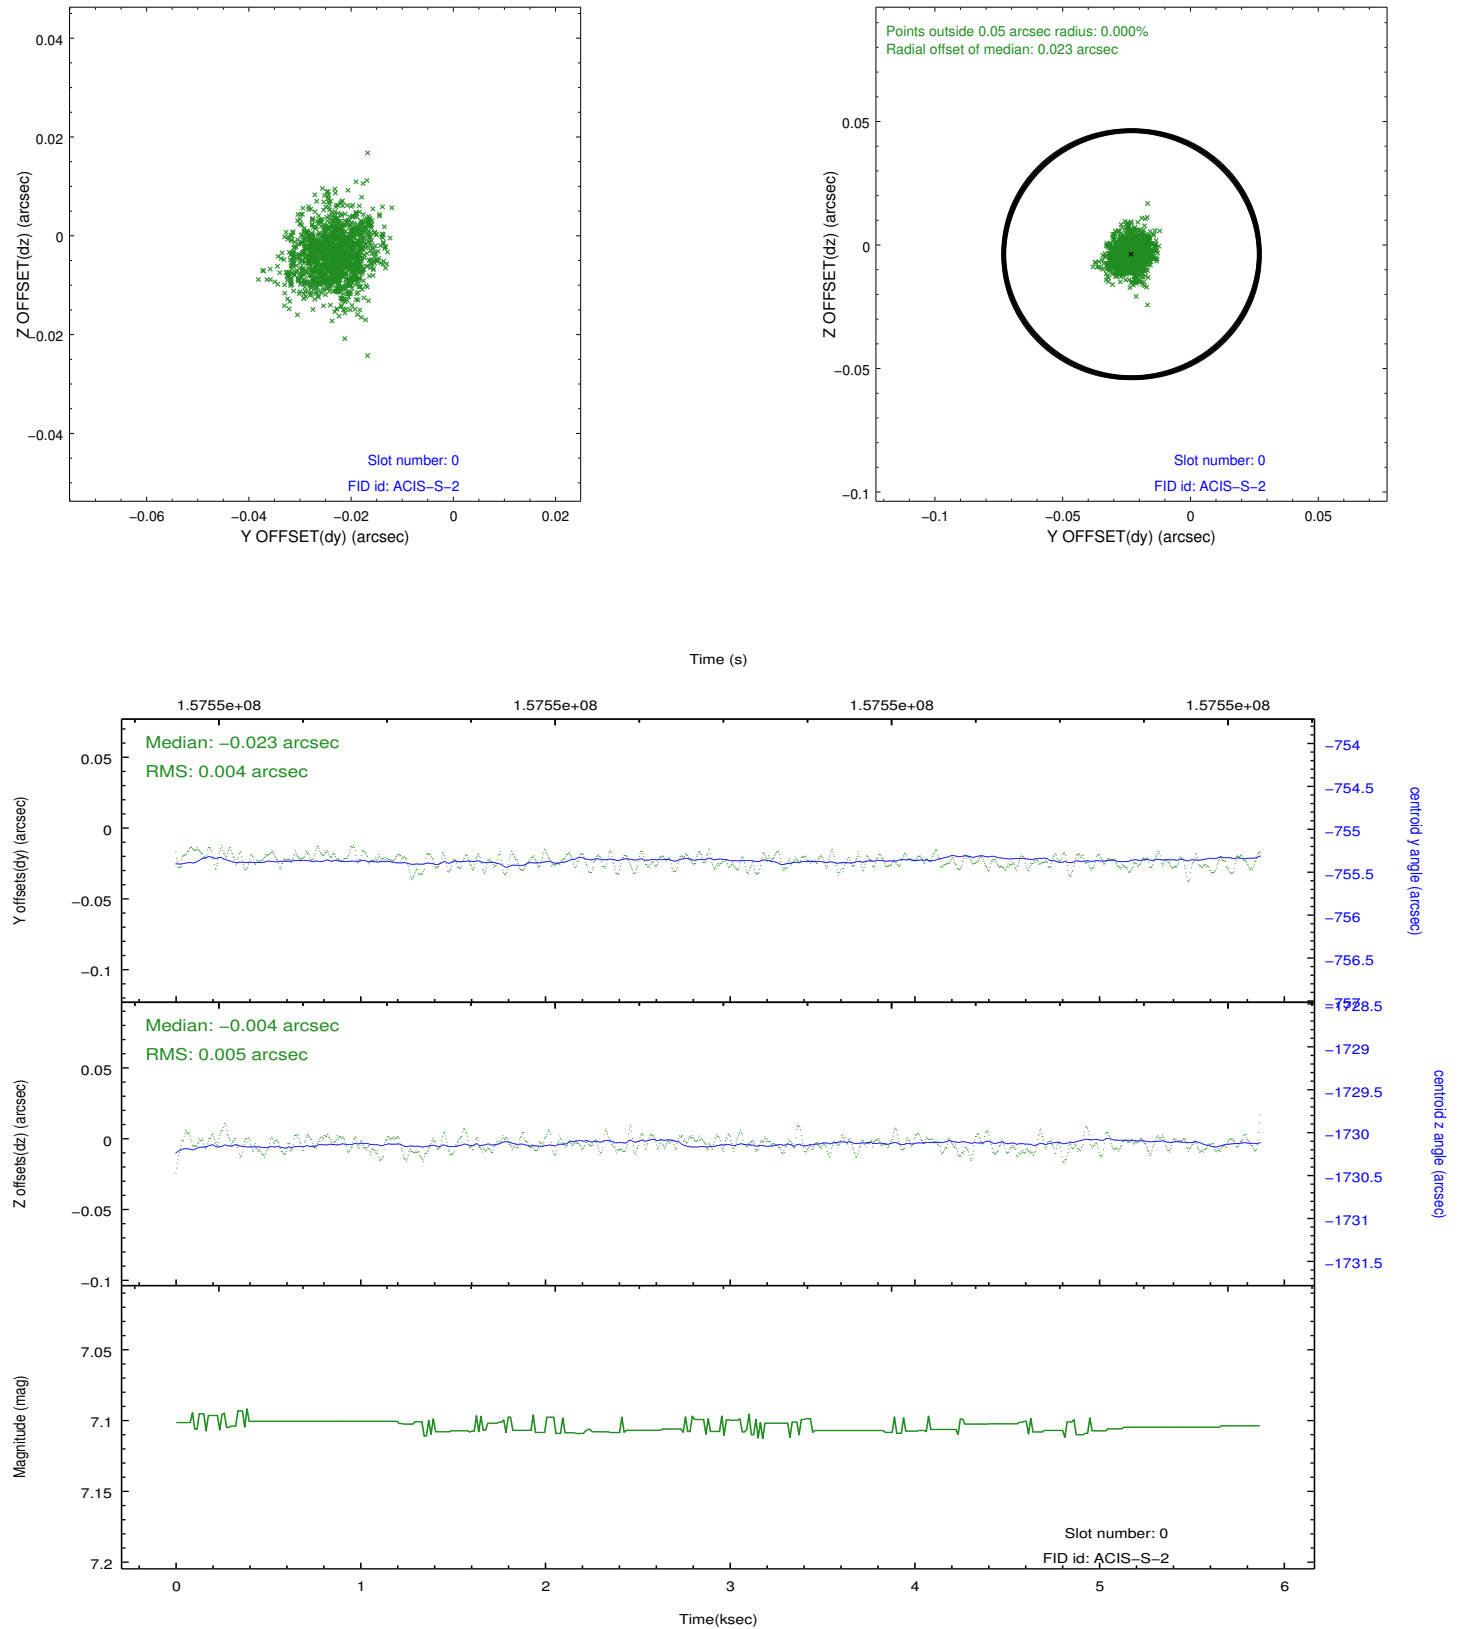 0.04
0.02
0
−0.02
−0.04
Z OFFSET(dz) (arcsec)
Slot number: 0
FID id: ACIS−S−2
−0.06
−0.04
−0.02
0
0.02
Y OFFSET(dy) (arcsec)
Points outside 0.05 arcsec radius: 0.000%
Radial offset of median: 0.023 arcsec
0.05
0
−0.05
−0.1
Z OFFSET(dz) (arcsec)
Slot number: 0
FID id: ACIS−S−2
−0.1
−0.05
0
0.05
Y OFFSET(dy) (arcsec)
Time (s)
1.5755e+08
1.5755e+08
1.5755e+08
1.5755e+08
Median: −0.023 arcsec
RMS: 0.004 arcsec
0.05
0
−0.05
−0.1
Y offsets(dy) (arcsec)
−754
−754.5
−755
−755.5
−756
−756.5
−757
centroid y angle (arcsec)
Median: −0.004 arcsec
RMS: 0.005 arcsec
0.05
0
−0.05
−0.1
Z offsets(dz) (arcsec)
−1728.5
−1729
−1729.5
−1730
−1730.5
−1731
−1731.5
centroid z angle (arcsec)
7.05
7.1
7.15
7.2
Magnitude (mag)
Slot number: 0
FID id: ACIS−S−2
0
1
2
3
4
5
6
Time(ksec)